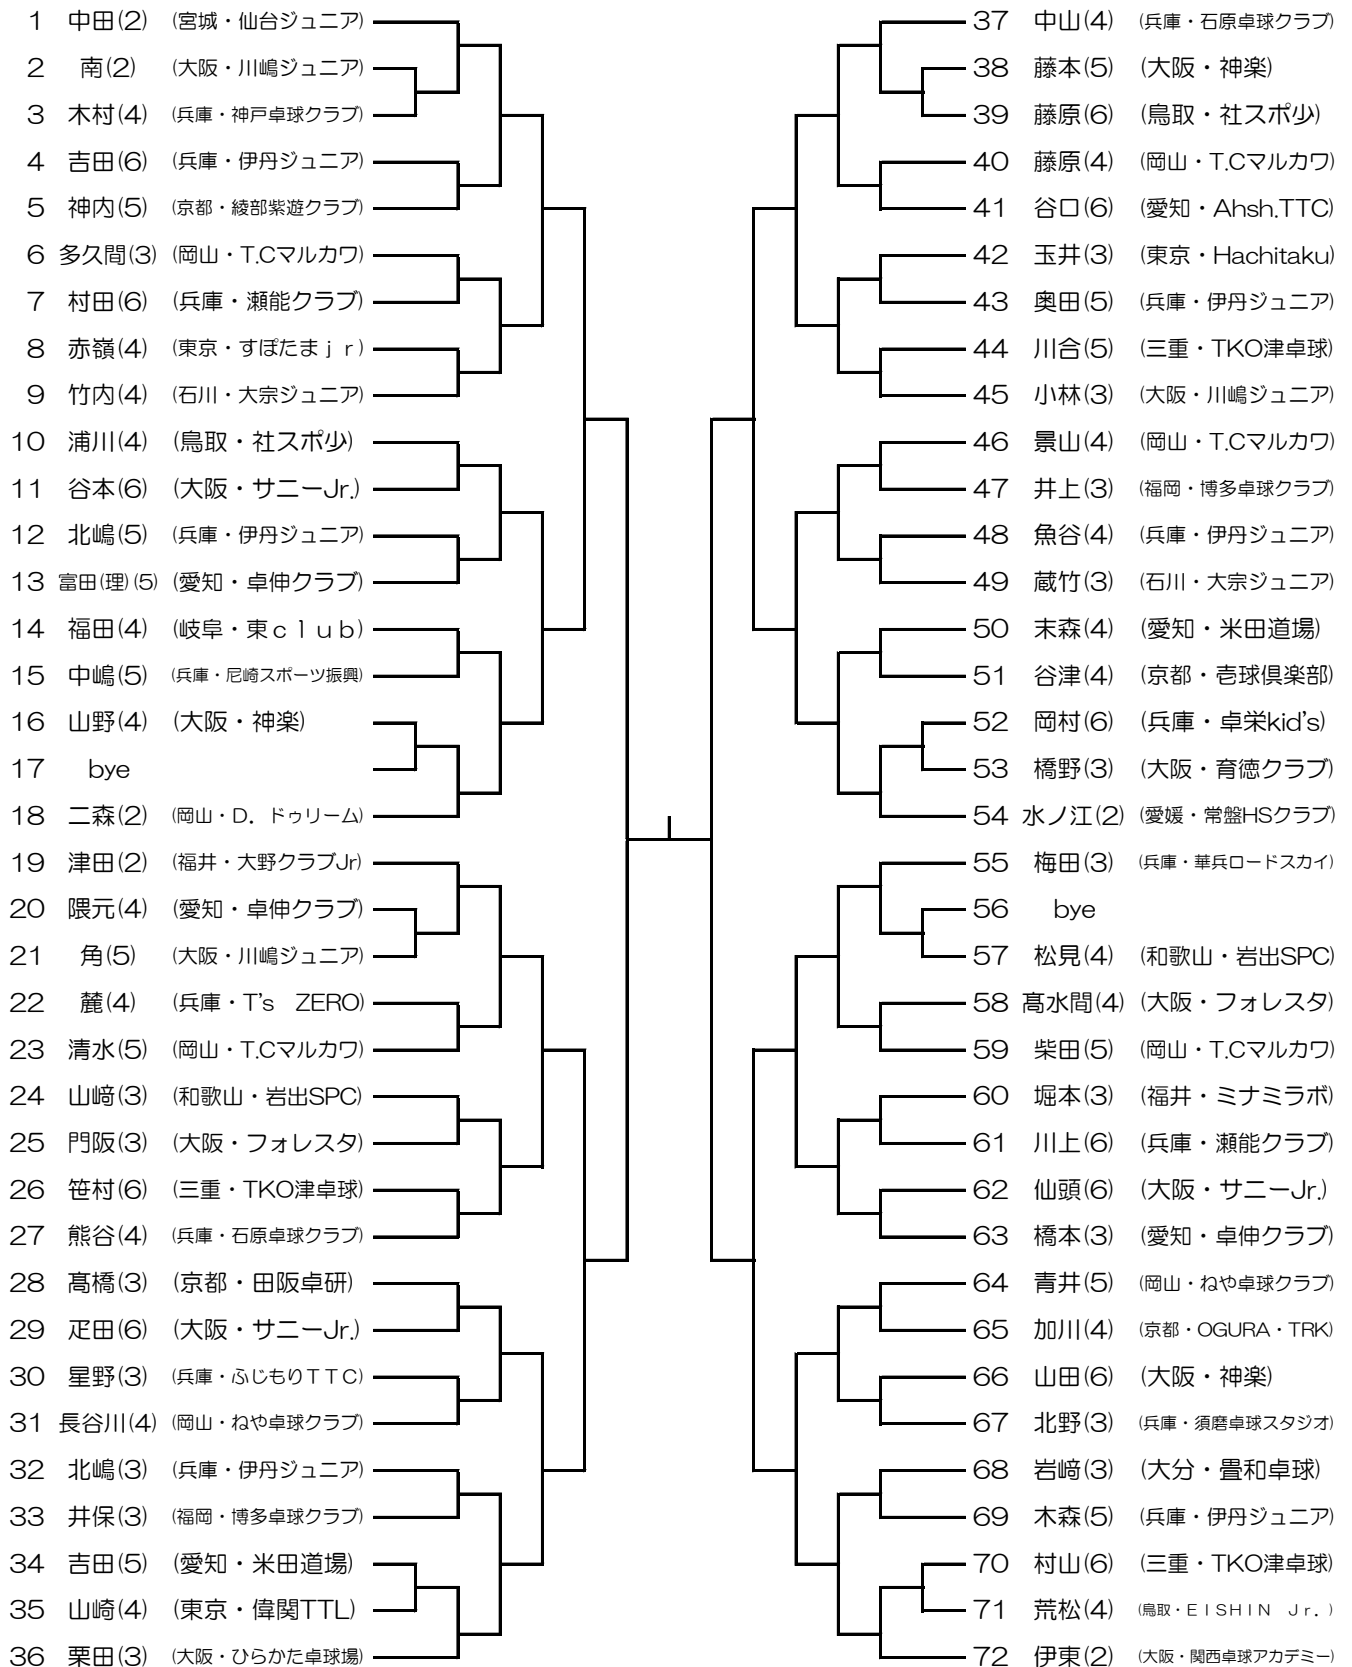 1 中田(2) (宮城・仙台ジュニア)
2 南(2) (大阪・川嶋ジュニア)
3 木村(4) (兵庫・神戸卓球クラブ)
4 吉田(6) (兵庫・伊丹ジュニア)
5 神内(5) (京都・綾部紫遊クラブ)
6 多久間(3) (岡山・T.Cマルカワ)
7 村田(6) (兵庫・瀬能クラブ)
8 赤嶺(4) (東京・すぽたまｊｒ)
9 竹内(4) (石川・大宗ジュニア)
10 浦川(4) (鳥取・社スポ少)
11 谷本(6) (大阪・サニーJr.)
12 北嶋(5) (兵庫・伊丹ジュニア)
13 富田(理)(5) (愛知・卓伸クラブ)
14 福田(4) (岐阜・東ｃｌｕｂ)
15 中嶋(5) (兵庫・尼崎スポーツ振興)
16 山野(4) (大阪・神楽)
17 bye
18 二森(2) (岡山・D．ドゥリーム)
19 津田(2) (福井・大野クラブJr)
20 隈元(4) (愛知・卓伸クラブ)
21 角(5) (大阪・川嶋ジュニア)
22 麓(4) (兵庫・T's　ZERO)
23 清水(5) (岡山・T.Cマルカワ)
24 山﨑(3) (和歌山・岩出SPC)
25 門阪(3) (大阪・フォレスタ)
26 笹村(6) (三重・TKO津卓球)
27 熊谷(4) (兵庫・石原卓球クラブ)
28 髙橋(3) (京都・田阪卓研)
29 疋田(6) (大阪・サニーJr.)
30 星野(3) (兵庫・ふじもりＴＴＣ)
31 長谷川(4) (岡山・ねや卓球クラブ)
32 北嶋(3) (兵庫・伊丹ジュニア)
33 井保(3) (福岡・博多卓球クラブ)
34 吉田(5) (愛知・米田道場)
35 山崎(4) (東京・偉関TTL)
36 栗田(3) (大阪・ひらかた卓球場)
37 中山(4) (兵庫・石原卓球クラブ)
38 藤本(5) (大阪・神楽)
39 藤原(6) (鳥取・社スポ少)
40 藤原(4) (岡山・T.Cマルカワ)
41 谷口(6) (愛知・Ahsh.TTC)
42 玉井(3) (東京・Hachitaku)
43 奥田(5) (兵庫・伊丹ジュニア)
44 川合(5) (三重・TKO津卓球)
45 小林(3) (大阪・川嶋ジュニア)
46 景山(4) (岡山・T.Cマルカワ)
47 井上(3) (福岡・博多卓球クラブ)
48 魚谷(4) (兵庫・伊丹ジュニア)
49 蔵竹(3) (石川・大宗ジュニア)
50 末森(4) (愛知・米田道場)
51 谷津(4) (京都・壱球倶楽部)
52 岡村(6) (兵庫・卓栄kid's)
53 橋野(3) (大阪・育徳クラブ)
54 水ノ江(2) (愛媛・常盤HSクラブ)
55 梅田(3) (兵庫・華兵ロードスカイ)
56 bye
57 松見(4) (和歌山・岩出SPC)
58 髙水間(4) (大阪・フォレスタ)
59 柴田(5) (岡山・T.Cマルカワ)
60 堀本(3) (福井・ミナミラボ)
61 川上(6) (兵庫・瀬能クラブ)
62 仙頭(6) (大阪・サニーJr.)
63 橋本(3) (愛知・卓伸クラブ)
64 青井(5) (岡山・ねや卓球クラブ)
65 加川(4) (京都・OGURA・TRK)
66 山田(6) (大阪・神楽)
67 北野(3) (兵庫・須磨卓球スタジオ)
68 岩﨑(3) (大分・畳和卓球)
69 木森(5) (兵庫・伊丹ジュニア)
70 村山(6) (三重・TKO津卓球)
71 荒松(4) (鳥取・ＥＩＳＨＩＮ　Ｊｒ．)
72 伊東(2) (大阪・関西卓球アカデミー)